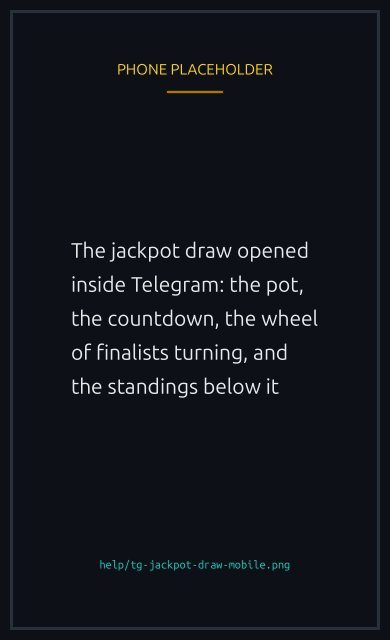 PHONE PLACEHOLDER
The jackpot draw opened
inside Telegram: the pot,
the countdown, the wheel
of finalists turning, and
the standings below it
help/tg-jackpot-draw-mobile.png